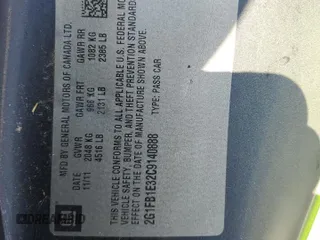 MFD BY GENERAL MOTORS OF CANADA LTD.
DATE GVWR GAWR FRT GAWR RR
11/11 2048 KG 966 KG 1082 KG
4516 LB 2131 LB 2385 LB
THIS VEHICLE CONFORMS TO ALL APPLICABLE U.S. FEDERAL MO
VEHICLE SAFETY, BUMPER, AND THEFT PREVENTION STANDARDS
IN EFFECT ON THE DATE OF MANUFACTURE SHOWN ABOVE.
2G1FB1E32C9140888 TYPE: PASS CAR
GM